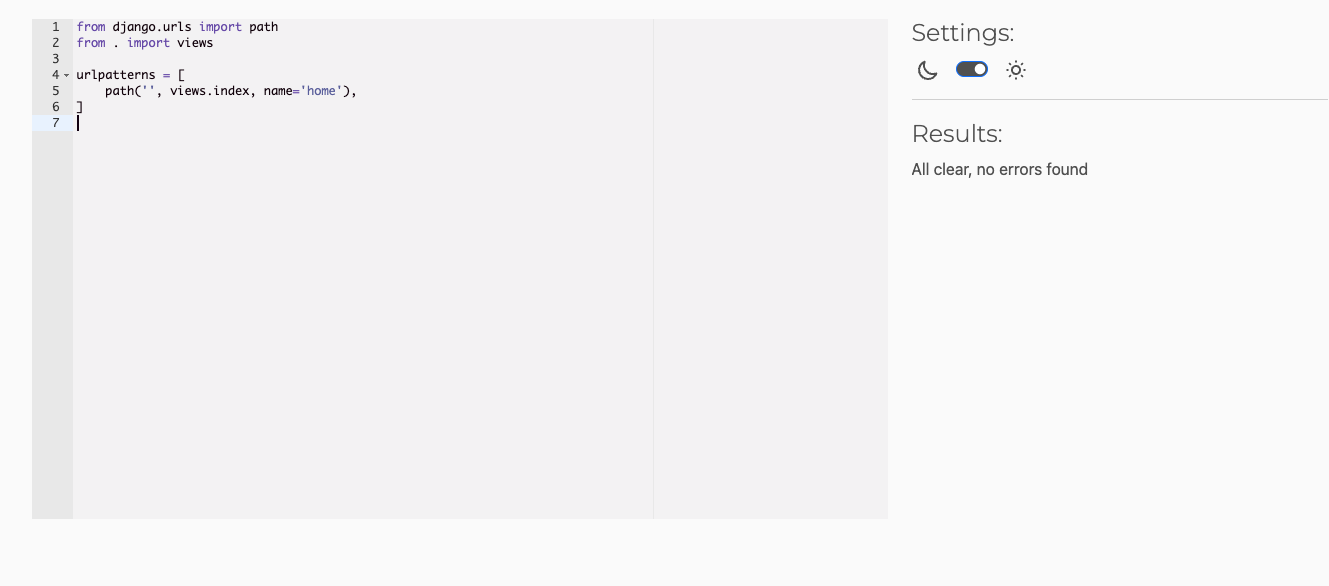 1 from django.urls import path
2 from . import views
3
4 urlpatterns = [
5     path('', views.index, name='home'),
6 ]
7
Settings:
Results:
All clear, no errors found